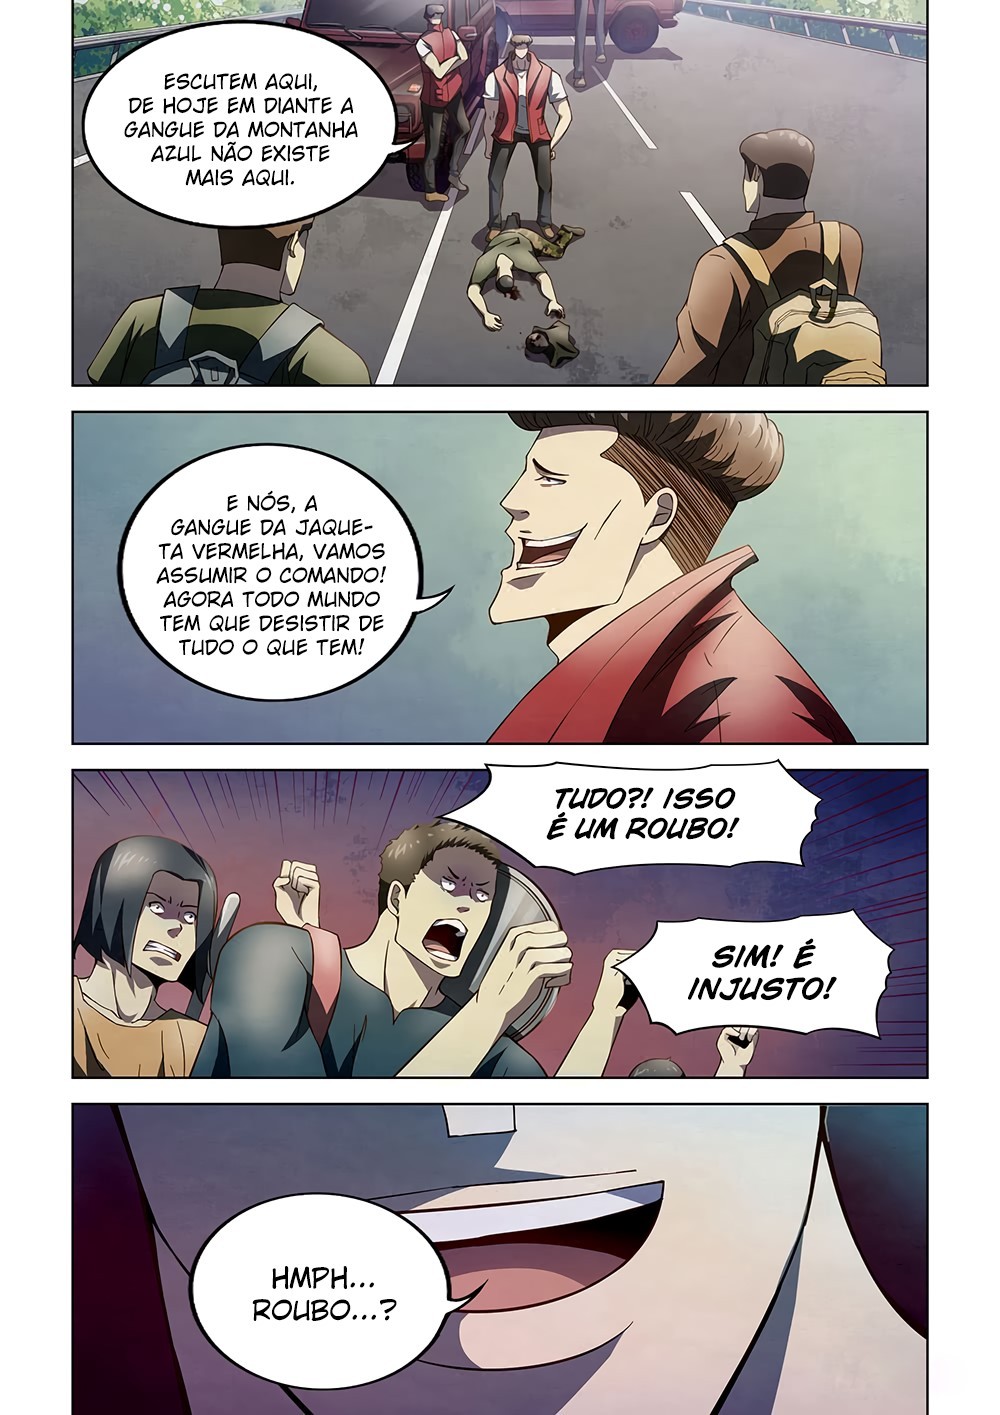 ESCUTEM AQUI,
DE HOJE EM DIANTE A
GANGUE DA MONTANHA
AZUL NÃO EXISTE
MAIS AQUI.
E NÓS, A
GANGUE DA JAQUE-
TA VERMELHA, VAMOS
ASSUMIR O COMANDO!
AGORA TODO MUNDO
TEM QUE DESISTIR DE
TUDO O QUE TEM!
TUDO?! ISSO
É UM ROUBO!
SIM! É
INJUSTO!
HMPH...
ROUBO...?